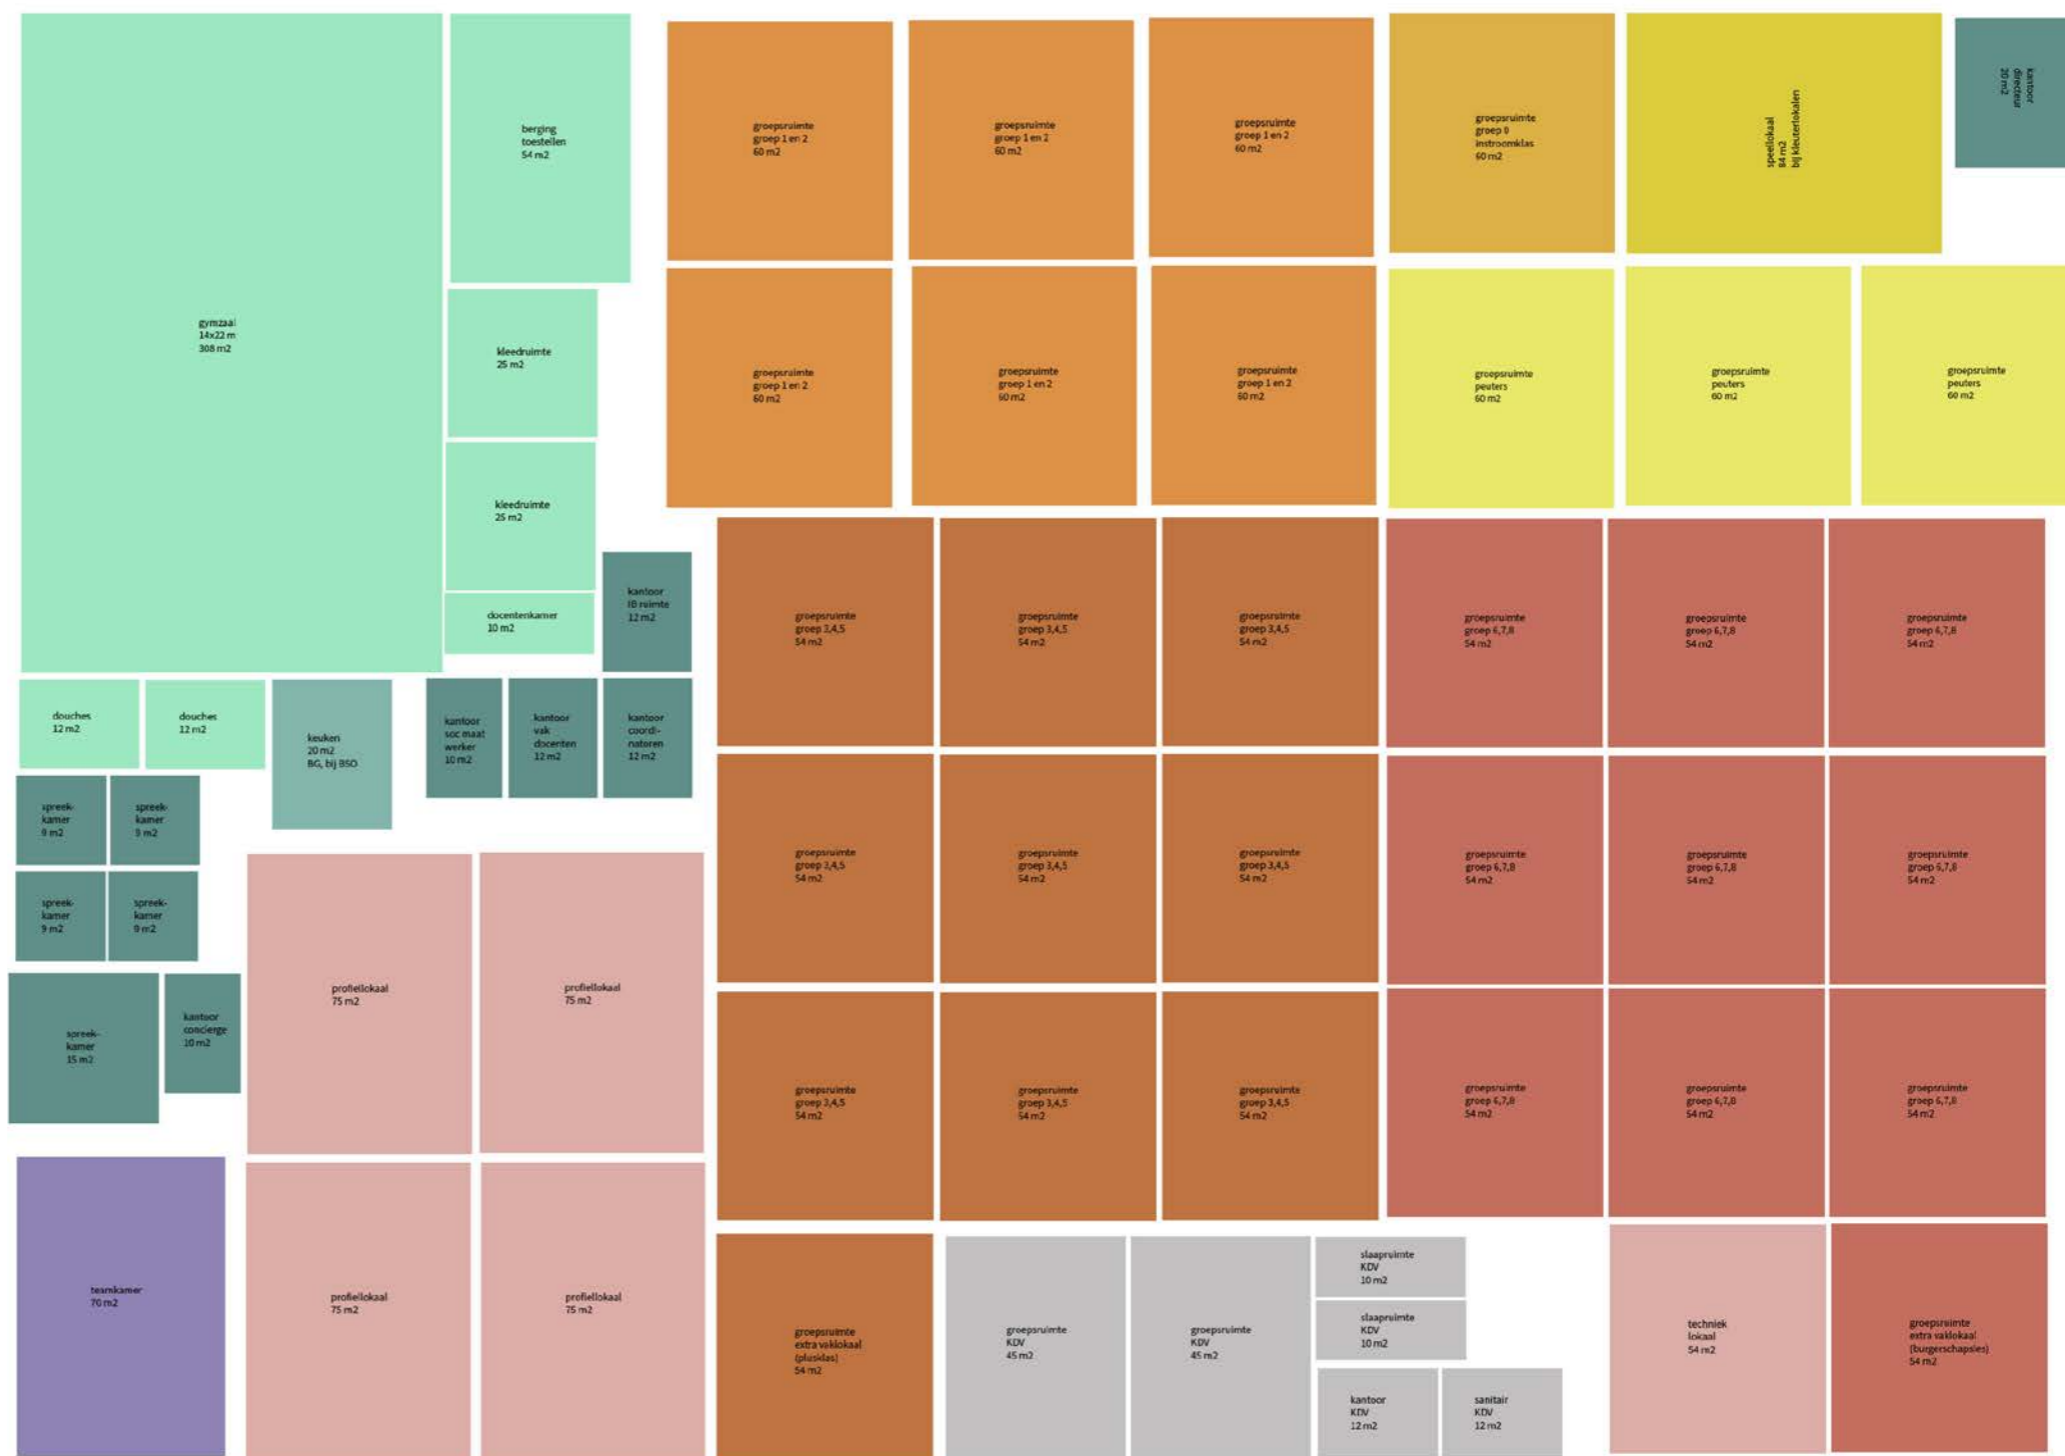 gymzaal
14x22 m
308 m2
berging
toestellen
54 m2
kleedruimte
25 m2
kleedruimte
25 m2
docentenkamer
10 m2
groepsruimte
groep 1 en 2
60 m2
groepsruimte
groep 1 en 2
60 m2
groepsruimte
groep 1 en 2
60 m2
groepsruimte
groep 0
instroomklas
60 m2
speellokaal
84 m2
bij kleuterlokalen
kantoor
directeur
20 m2
groepsruimte
groep 1 en 2
60 m2
groepsruimte
groep 1 en 2
60 m2
groepsruimte
groep 1 en 2
60 m2
groepsruimte
peuters
60 m2
groepsruimte
peuters
60 m2
groepsruimte
peuters
60 m2
kantoor
IB ruimte
12 m2
douches
12 m2
douches
12 m2
keuken
20 m2
BG, bij BSO
kantoor
soc maat
werker
10 m2
kantoor
vak
docenten
12 m2
kantoor
coordi-
natoren
12 m2
groepsruimte
groep 3,4,5
54 m2
groepsruimte
groep 3,4,5
54 m2
groepsruimte
groep 3,4,5
54 m2
groepsruimte
groep 6,7,8
54 m2
groepsruimte
groep 6,7,8
54 m2
groepsruimte
groep 6,7,8
54 m2
spreek-
kamer
9 m2
spreek-
kamer
9 m2
spreek-
kamer
9 m2
spreek-
kamer
9 m2
groepsruimte
groep 3,4,5
54 m2
groepsruimte
groep 3,4,5
54 m2
groepsruimte
groep 3,4,5
54 m2
groepsruimte
groep 6,7,8
54 m2
groepsruimte
groep 6,7,8
54 m2
groepsruimte
groep 6,7,8
54 m2
spreek-
kamer
15 m2
kantoor
concierge
10 m2
profiellokaal
75 m2
profiellokaal
75 m2
groepsruimte
groep 3,4,5
54 m2
groepsruimte
groep 3,4,5
54 m2
groepsruimte
groep 3,4,5
54 m2
groepsruimte
groep 6,7,8
54 m2
groepsruimte
groep 6,7,8
54 m2
groepsruimte
groep 6,7,8
54 m2
teamkamer
70 m2
profiellokaal
75 m2
profiellokaal
75 m2
groepsruimte
extra vaklokaal
(plusklas)
54 m2
groepsruimte
KDV
45 m2
groepsruimte
KDV
45 m2
slaapruimte
KDV
10 m2
slaapruimte
KDV
10 m2
kantoor
KDV
12 m2
sanitair
KDV
12 m2
techniek
lokaal
54 m2
groepsruimte
extra vaklokaal
(burgerschapsles)
54 m2